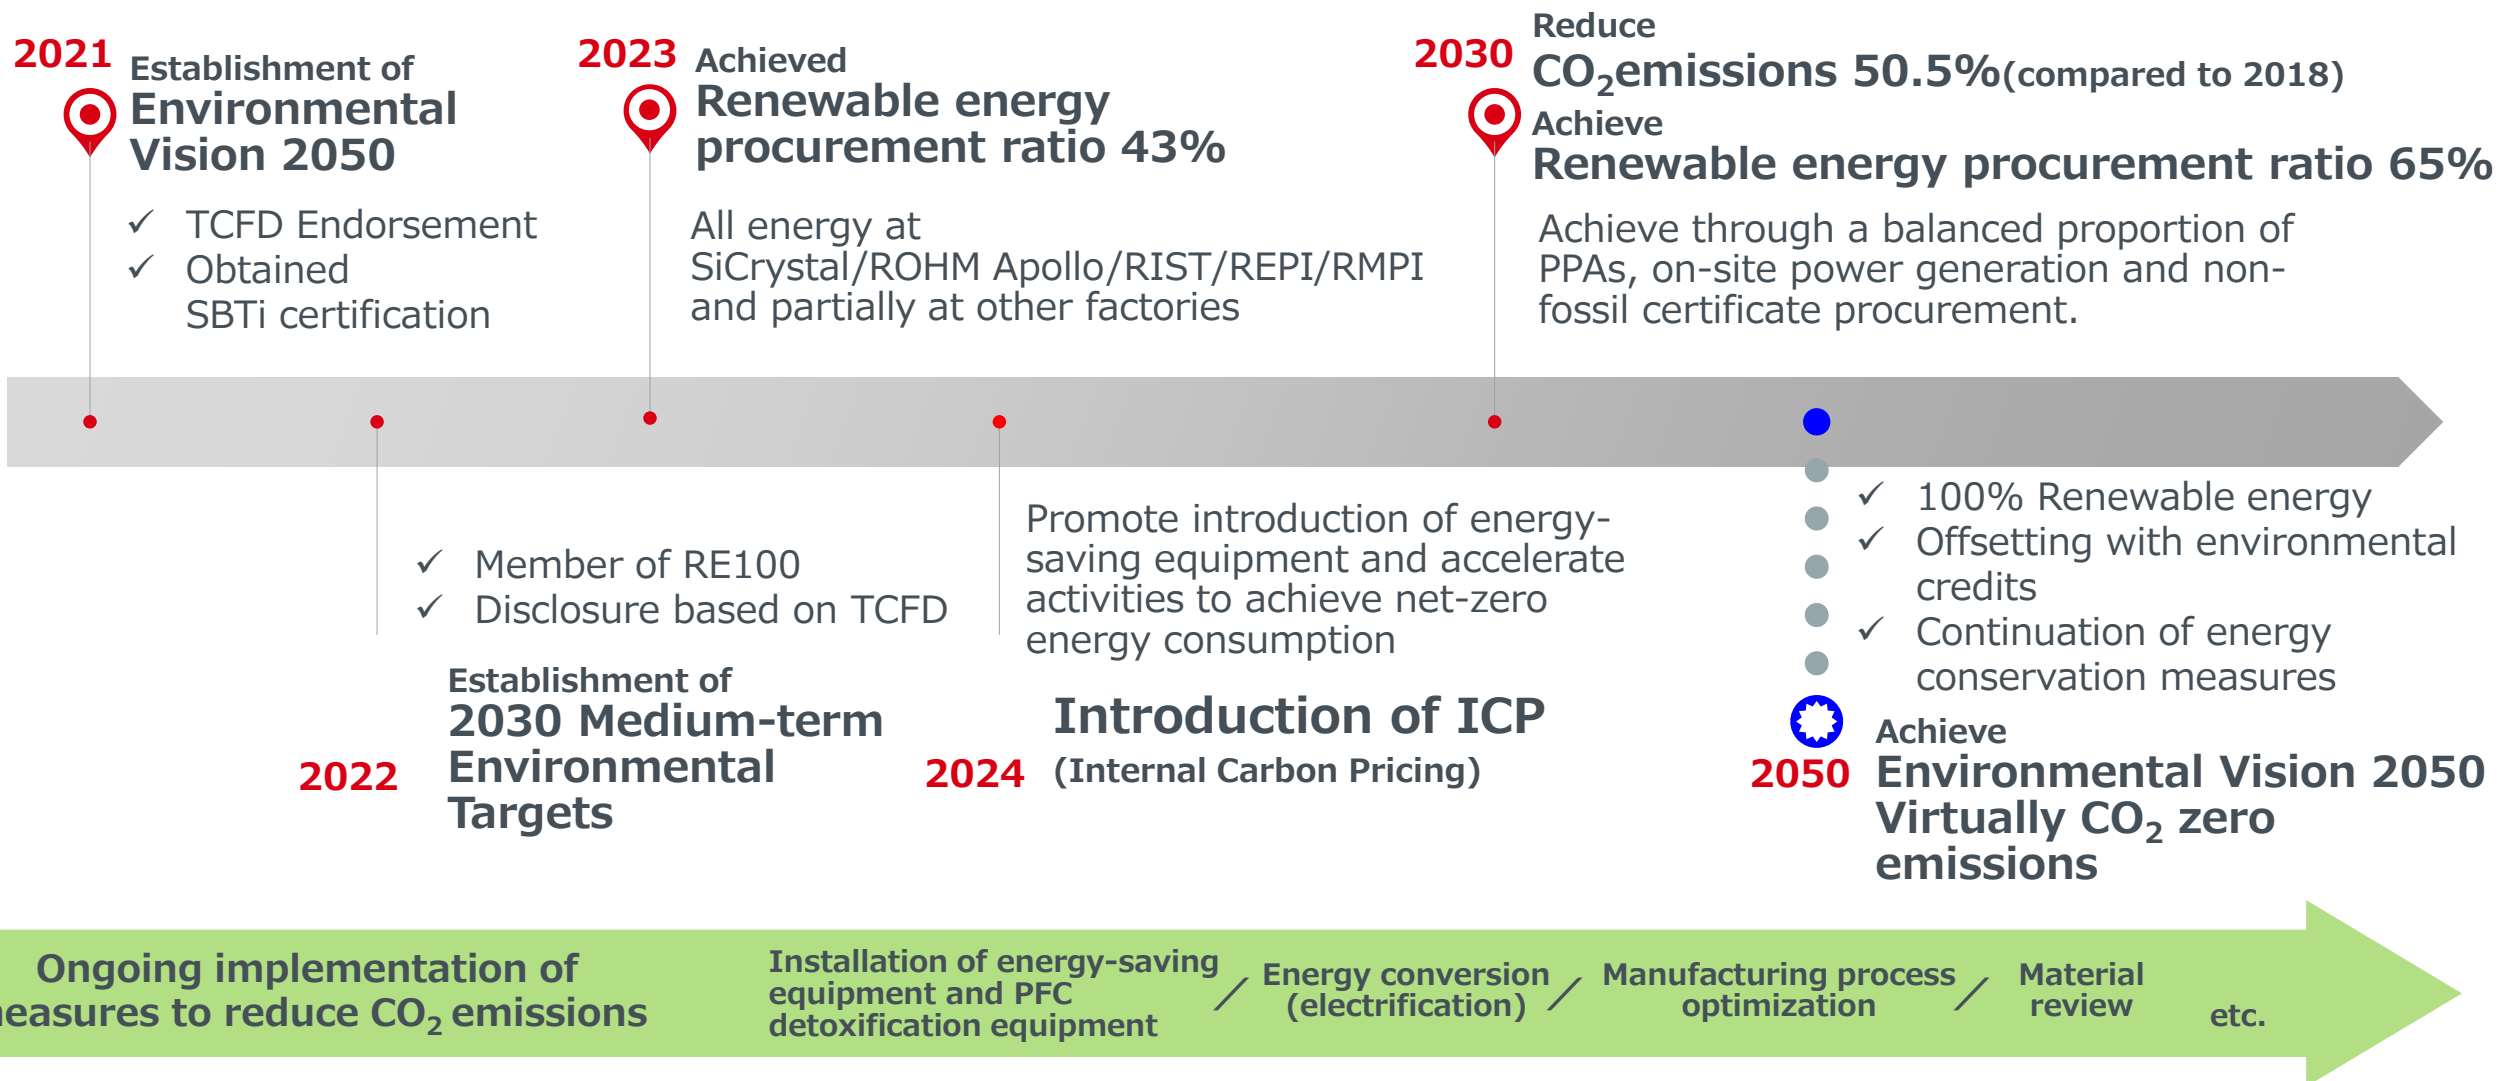 2021
Establishment of
Environmental
Vision 2050
✓ TCFD Endorsement
✓ Obtained
SBTi certification
2023
Achieved
Renewable energy
procurement ratio 43%
All energy at
SiCrystal/ROHM Apollo/RIST/REPI/RMPI
and partially at other factories
2030
Reduce
CO₂emissions 50.5%(compared to 2018)
Achieve
Renewable energy procurement ratio 65%
Achieve through a balanced proportion of
PPAs, on-site power generation and non-
fossil certificate procurement.
✓ Member of RE100
✓ Disclosure based on TCFD
2022
Establishment of
2030 Medium-term
Environmental
Targets
Promote introduction of energy-
saving equipment and accelerate
activities to achieve net-zero
energy consumption
2024
Introduction of ICP
(Internal Carbon Pricing)
✓ 100% Renewable energy
✓ Offsetting with environmental
credits
✓ Continuation of energy
conservation measures
2050
Achieve
Environmental Vision 2050
Virtually CO₂ zero
emissions
Ongoing implementation of
easures to reduce CO₂ emissions
Installation of energy-saving
equipment and PFC
detoxification equipment
／
Energy conversion
(electrification)
／
Manufacturing process
optimization
／
Material
review
etc.